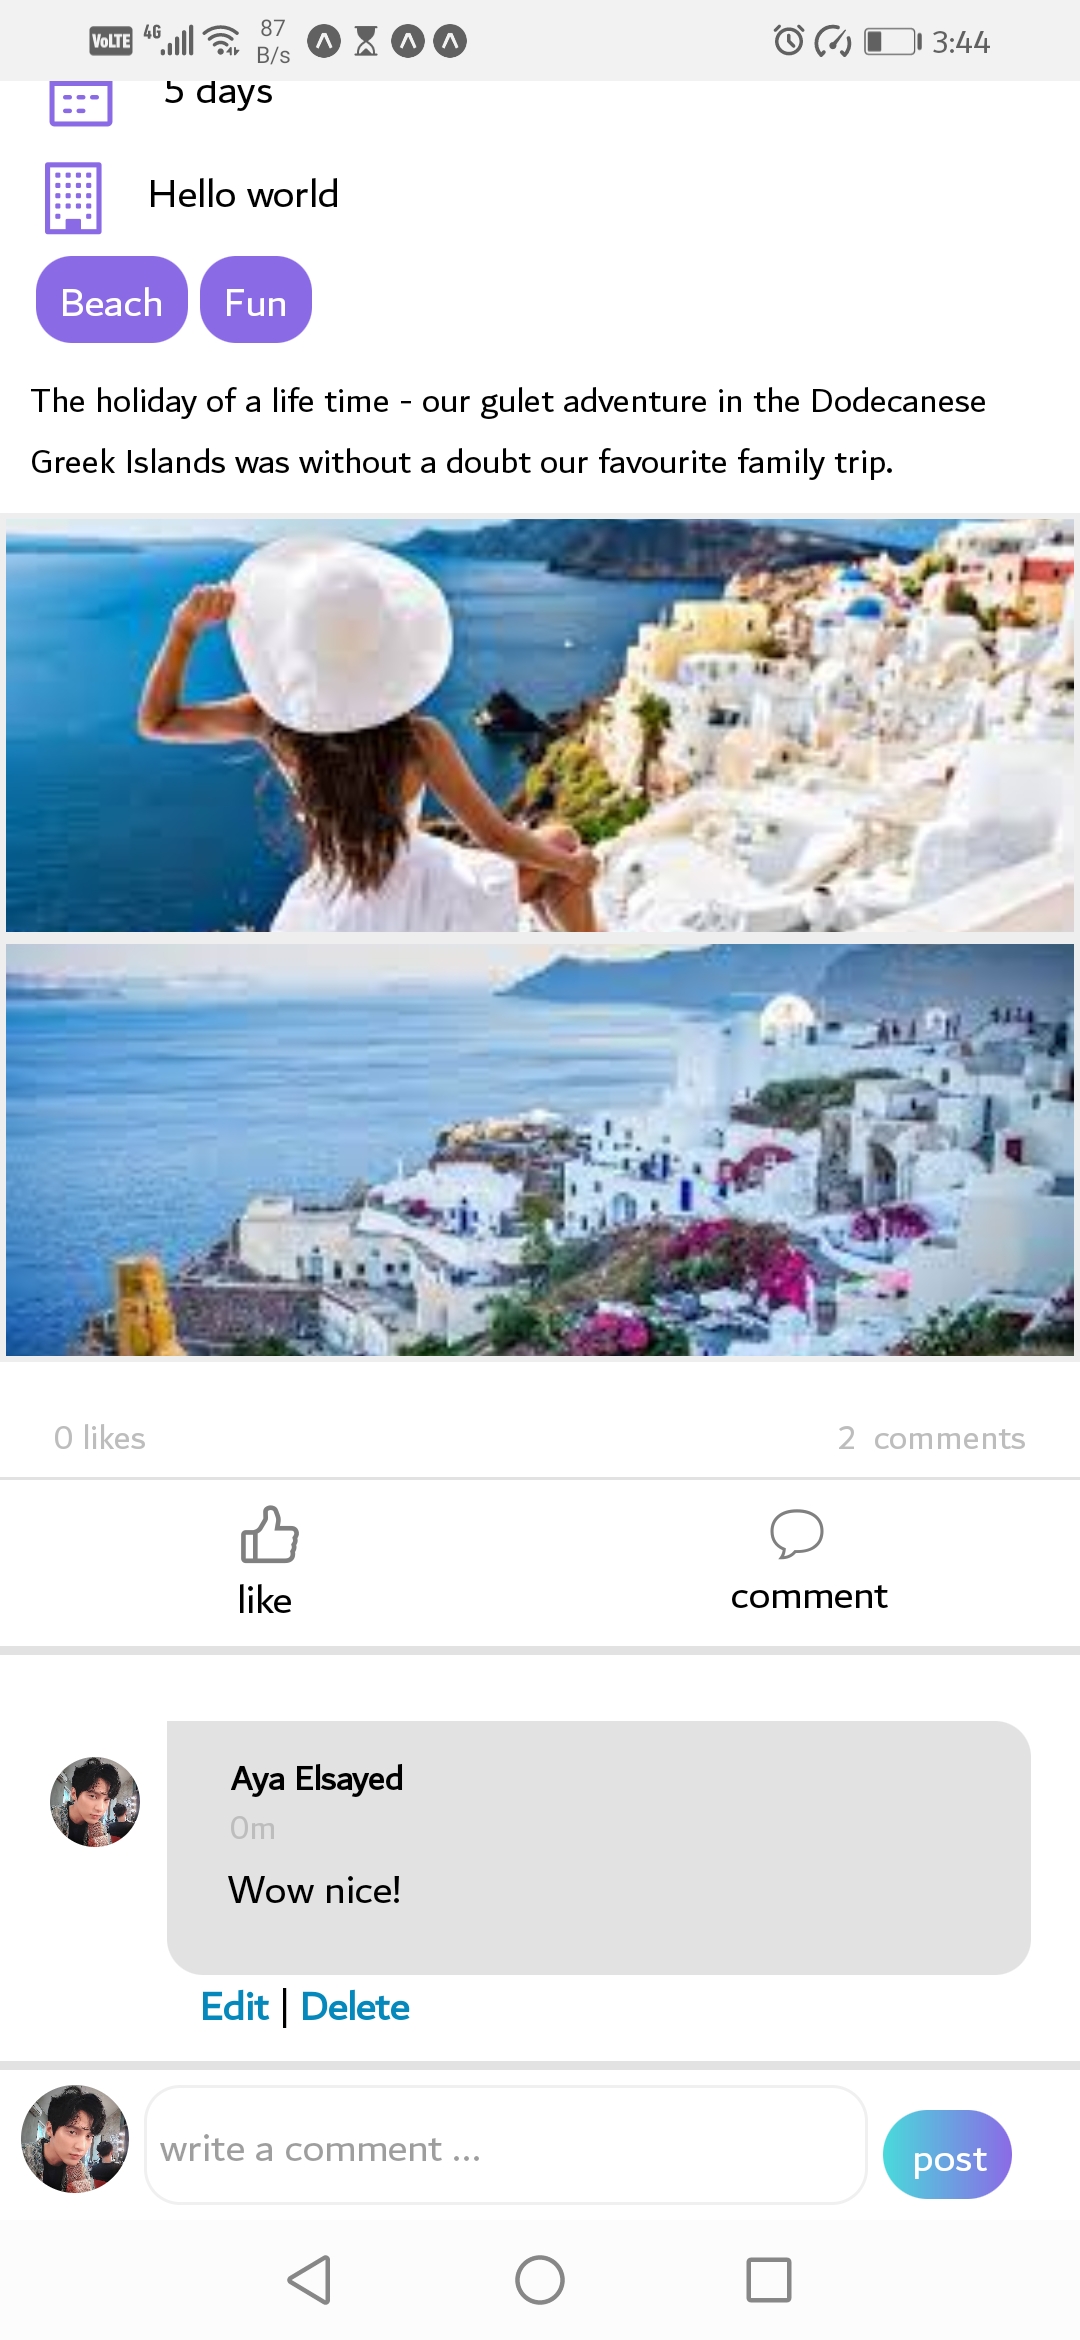 VoLTE 4G 87 B/s 3:44
5 days
Hello world
Beach Fun
The holiday of a life time - our gulet adventure in the Dodecanese
Greek Islands was without a doubt our favourite family trip.
0 likes 2 comments
like comment
Aya Elsayed
0m
Wow nice!
Edit | Delete
write a comment ... post